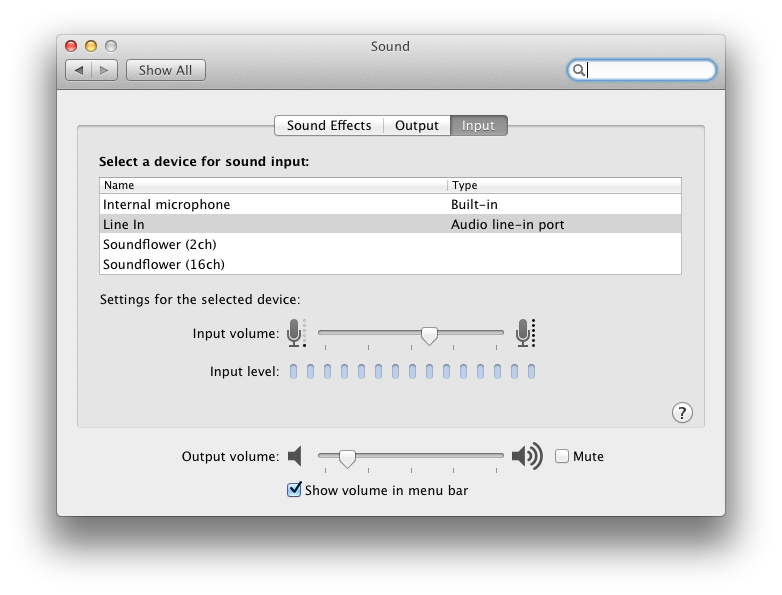 Sound
Show All
Sound Effects Output Input
Select a device for sound input:
Name Type
Internal microphone Built-in
Line In Audio line-in port
Soundflower (2ch)
Soundflower (16ch)
Settings for the selected device:
Input volume:
Input level:
?
Output volume: Mute
Show volume in menu bar